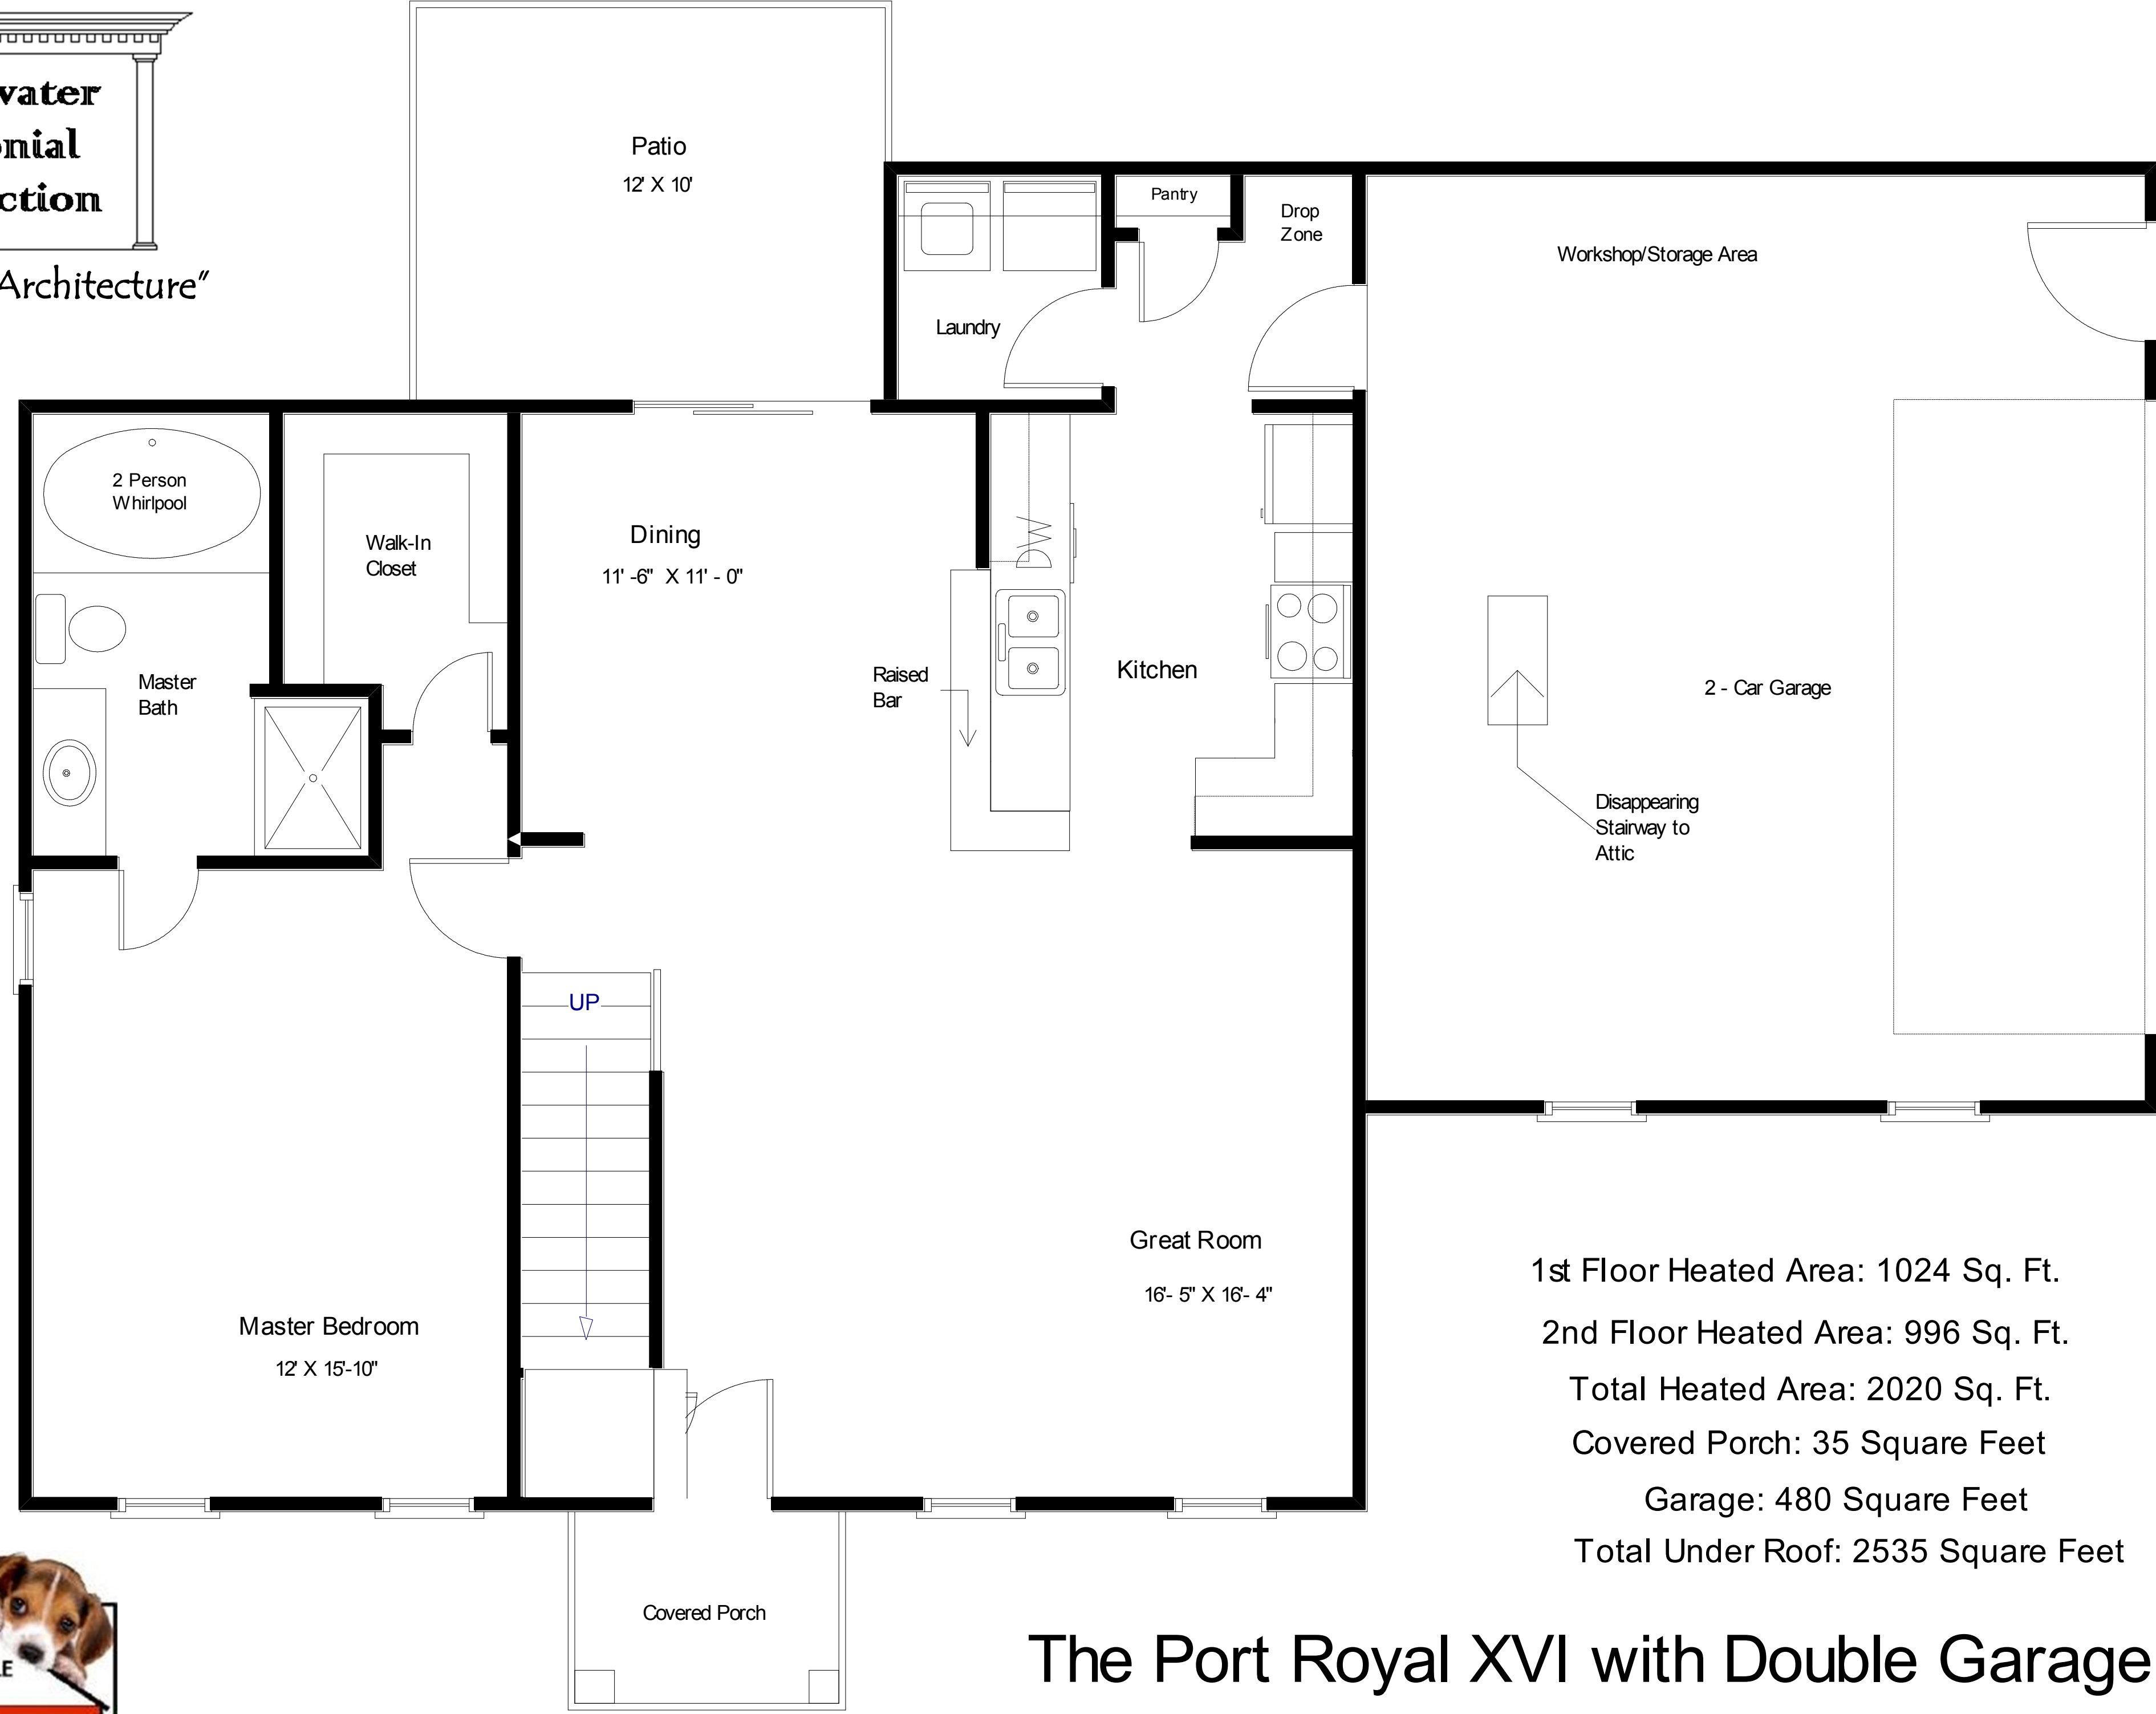 Architecture"
Patio
12' X 10'
Pantry
Drop
Zone
Workshop/Storage Area
Laundry
2 Person
Whirlpool
Walk-In
Closet
Dining
11' -6" X 11' - 0"
DW
Master
Bath
Raised
Bar
Kitchen
2 - Car Garage
Disappearing
Stairway to
Attic
UP
Great Room
16'- 5" X 16'- 4"
Master Bedroom
12' X 15'-10"
1st Floor Heated Area: 1024 Sq. Ft.
2nd Floor Heated Area: 996 Sq. Ft.
Total Heated Area: 2020 Sq. Ft.
Covered Porch: 35 Square Feet
Garage: 480 Square Feet
Total Under Roof: 2535 Square Feet
Covered Porch
The Port Royal XVI with Double Garage